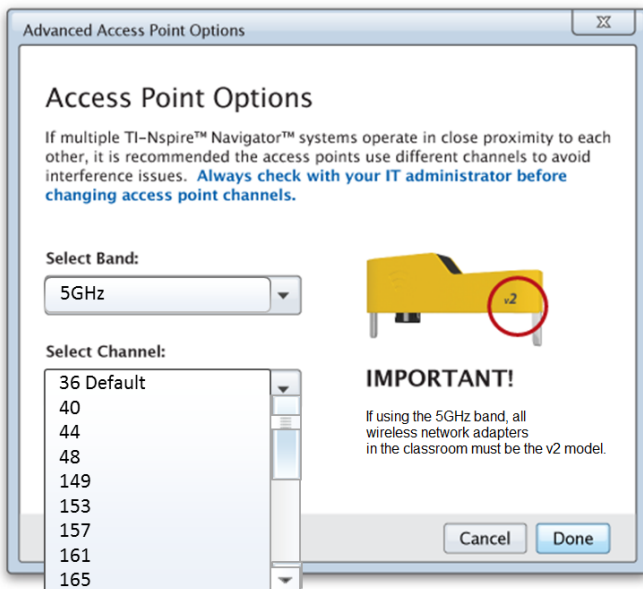 Advanced Access Point Options
Access Point Options
If multiple TI-Nspire™ Navigator™ systems operate in close proximity to each
other, it is recommended the access points use different channels to avoid
interference issues. Always check with your IT administrator before
changing access point channels.
Select Band:
5GHz
v2
Select Channel:
36 Default
40
44
48
149
153
157
161
165
IMPORTANT!
If using the 5GHz band, all
wireless network adapters
in the classroom must be the v2 model.
Cancel
Done